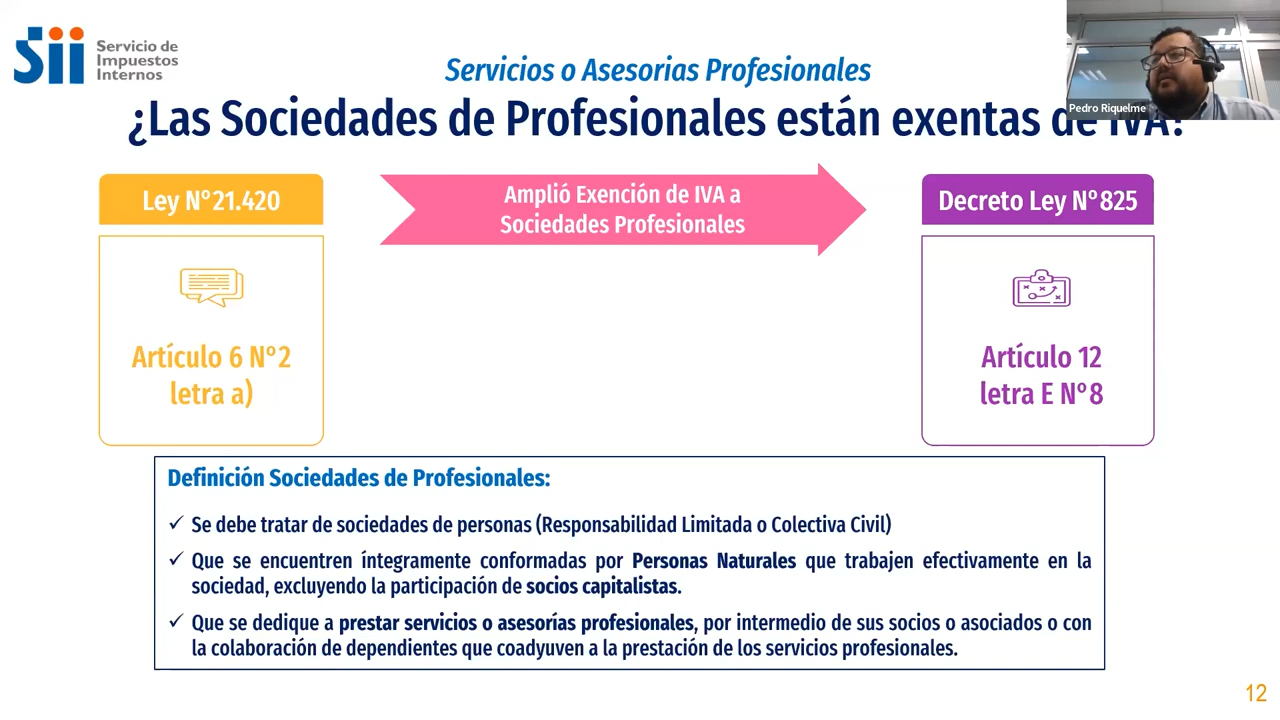 Sii Servicio de
Impuestos
Internos
Servicios o Asesorias Profesionales
Pedro Riquelme
¿Las Sociedades de Profesionales están exentas de IVA?
Ley N°21.420
Amplió Exención de IVA a
Sociedades Profesionales
Decreto Ley N°825
Artículo 6 N°2
letra a)
Artículo 12
letra E N°8
Definición Sociedades de Profesionales:
✓ Se debe tratar de sociedades de personas (Responsabilidad Limitada o Colectiva Civil)
✓ Que se encuentren íntegramente conformadas por Personas Naturales que trabajen efectivamente en la
sociedad, excluyendo la participación de socios capitalistas.
✓ Que se dedique a prestar servicios o asesorías profesionales, por intermedio de sus socios o asociados o con
la colaboración de dependientes que coadyuven a la prestación de los servicios profesionales.
12